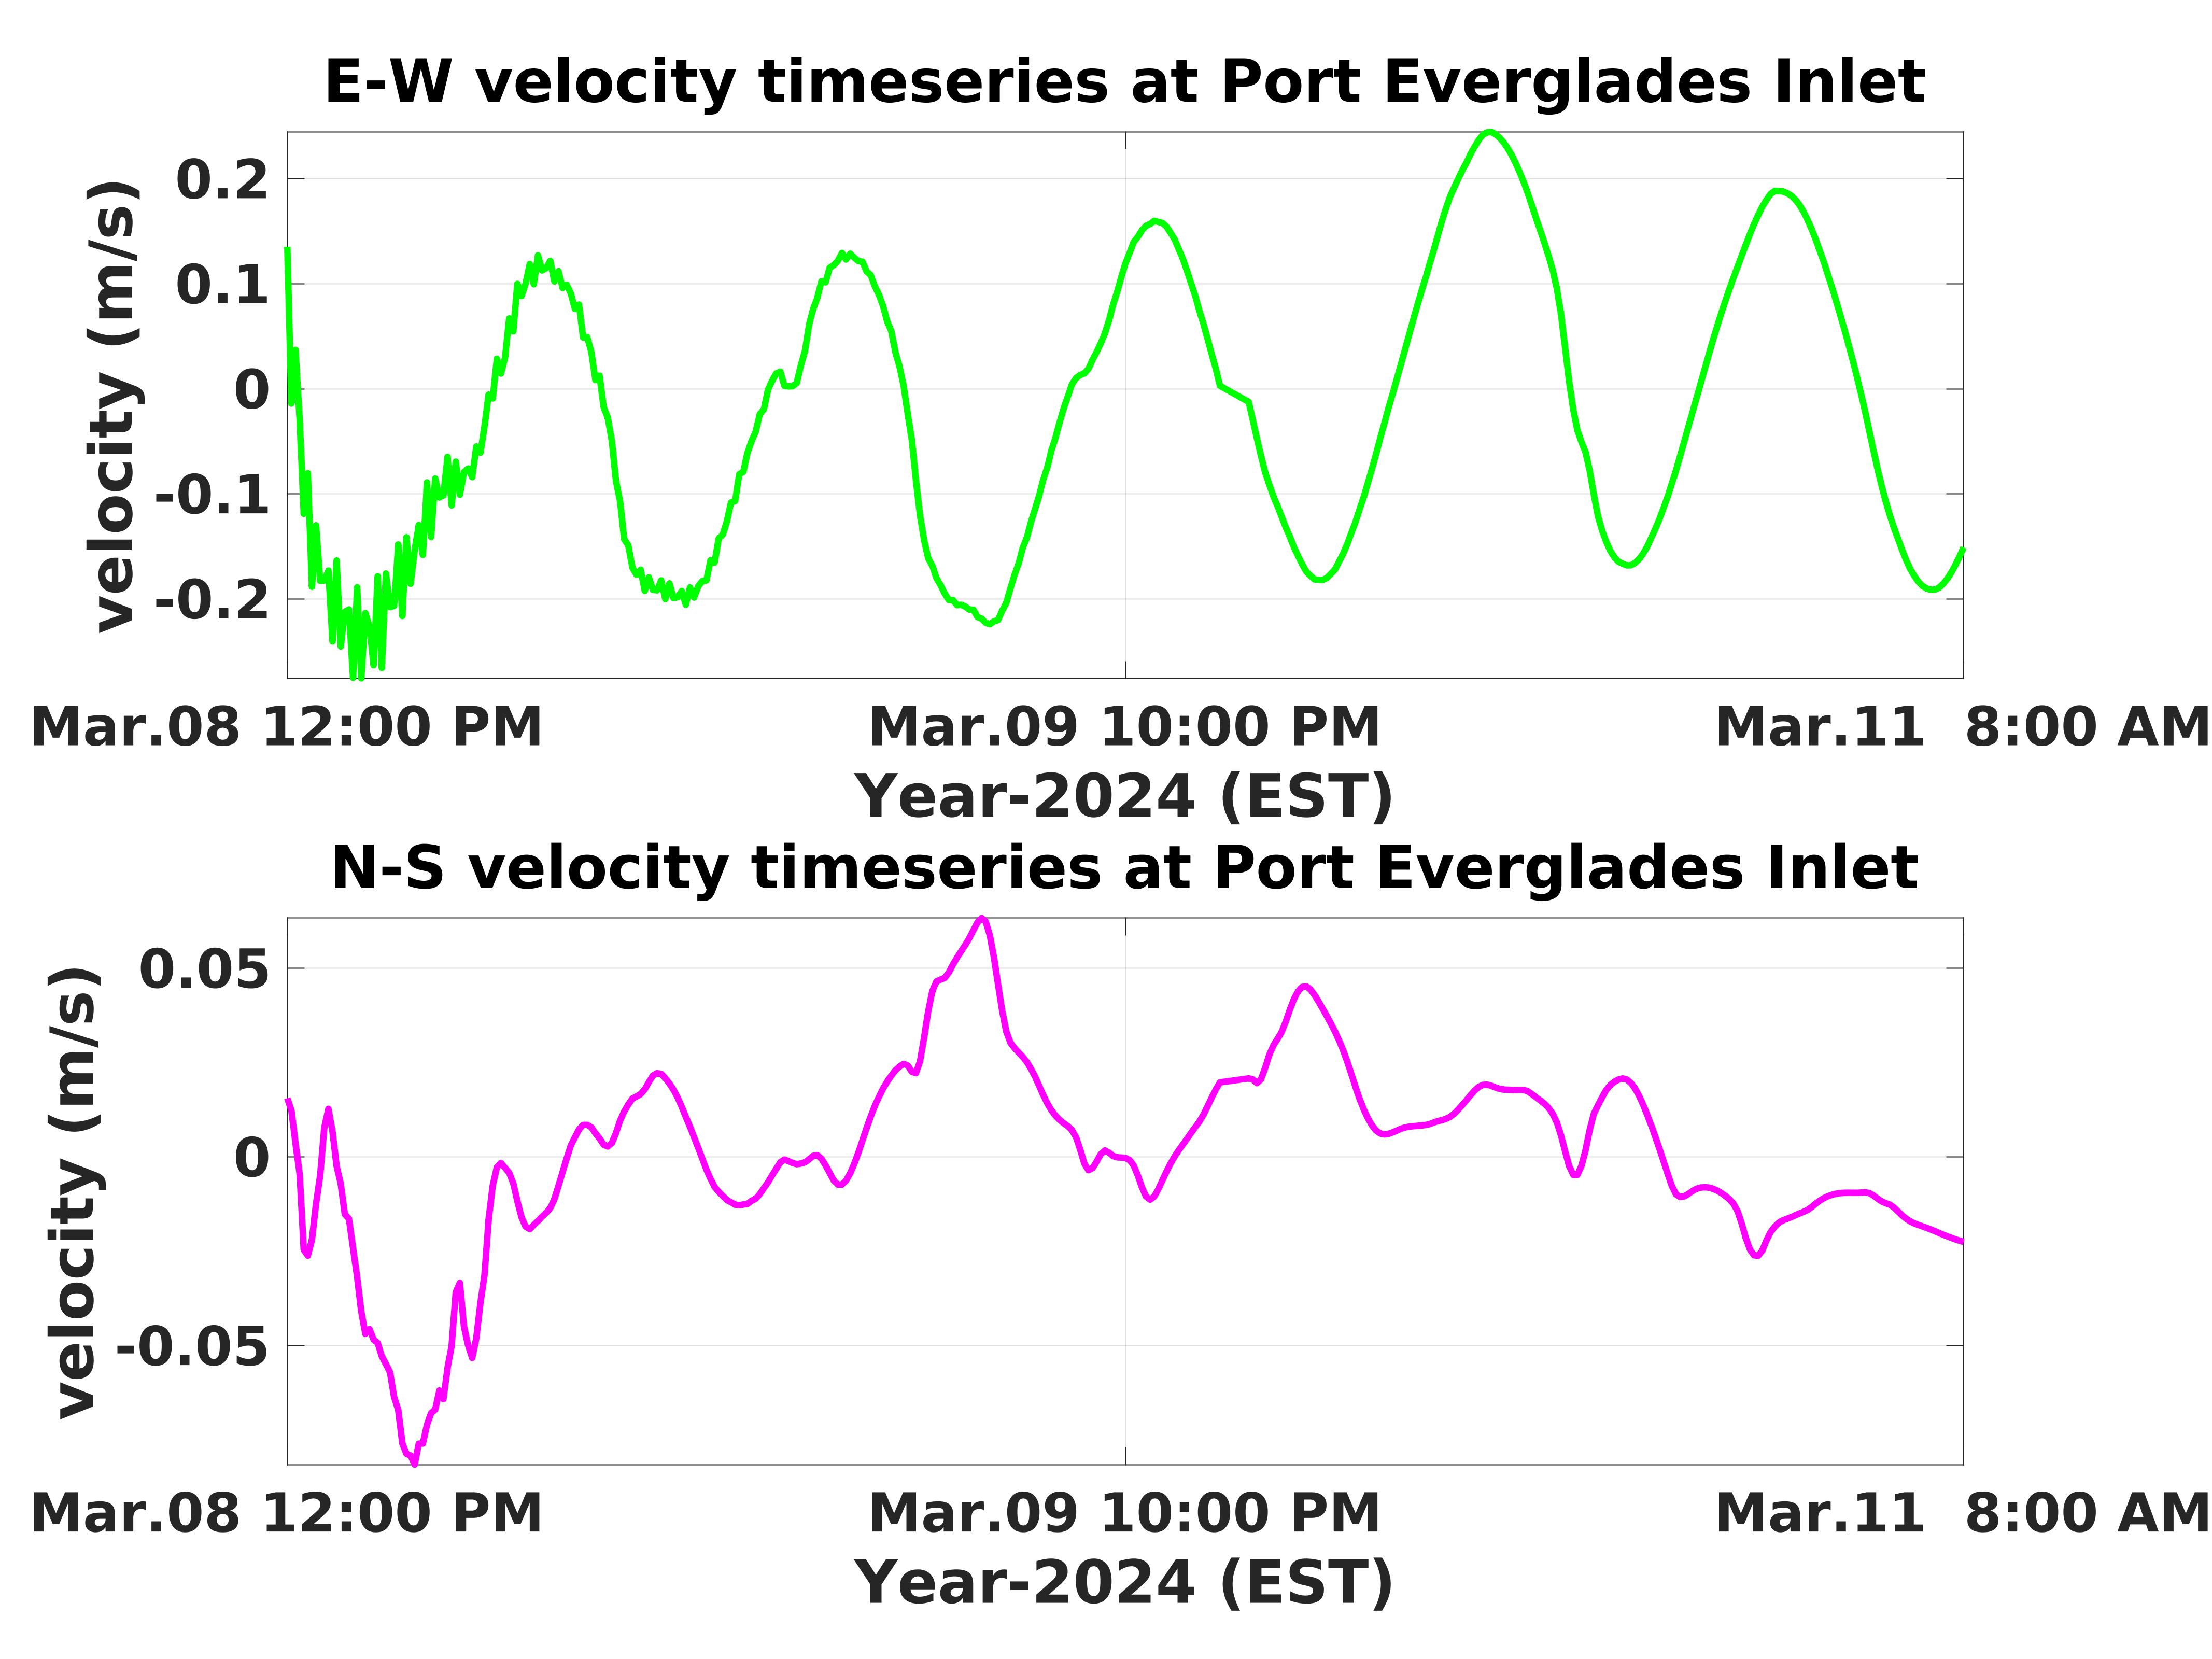 E-W velocity timeseries at Port Everglades Inlet
velocity (m/s)
0.2
0.1
0
-0.1
-0.2
Mar.08 12:00 PM
Mar.09 10:00 PM
Mar.11  8:00 AM
Year-2024 (EST)
N-S velocity timeseries at Port Everglades Inlet
velocity (m/s)
0.05
0
-0.05
Mar.08 12:00 PM
Mar.09 10:00 PM
Mar.11  8:00 AM
Year-2024 (EST)